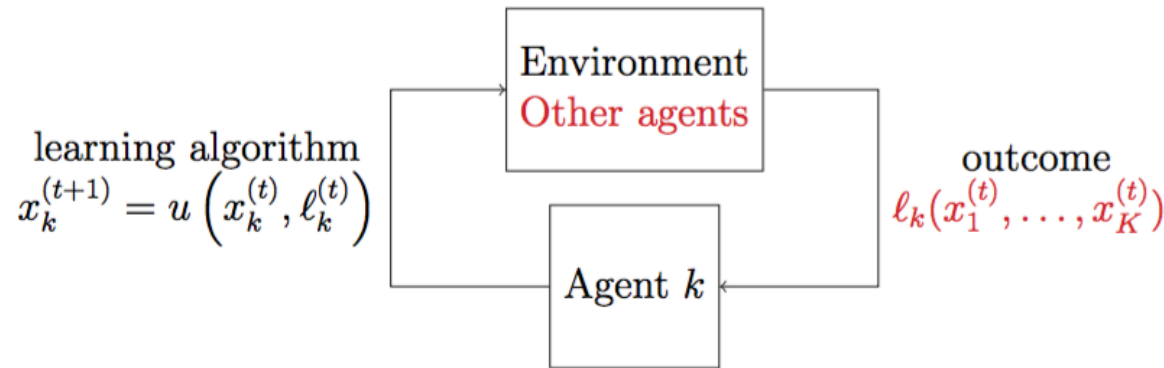 Environment
Other agents
learning algorithm
x_k^{(t+1)} = u(x_k^{(t)}, ℓ_k^{(t)})
outcome
ℓ_k(x_1^{(t)}, . . . , x_K^{(t)})
Agent k